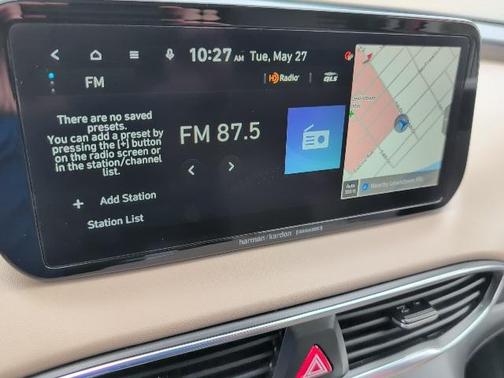 10:27 AM Tue, May 27
FM
HD Radio
QLS
There are no saved
presets.
You can add a preset by
pressing the [+] button
on the radio screen or
in the station/channel
list.
FM 87.5
+ Add Station
Station List
harman/kardon